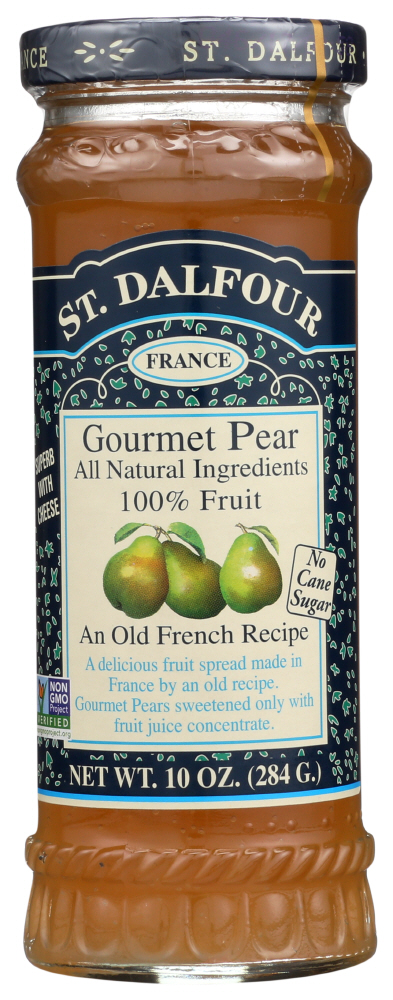 NCE ST. DALFOUR
ST. DALFOUR
FRANCE
Gourmet Pear
All Natural Ingredients
100% Fruit
SUPERB
WITH
CHEESE
No
Cane
Sugar
An Old French Recipe
A delicious fruit spread made in
France by an old recipe.
Gourmet Pears sweetened only with
fruit juice concentrate.
NON
GMO
Project
VERIFIED
gmoproject.org
NET WT. 10 OZ. (284 G.)